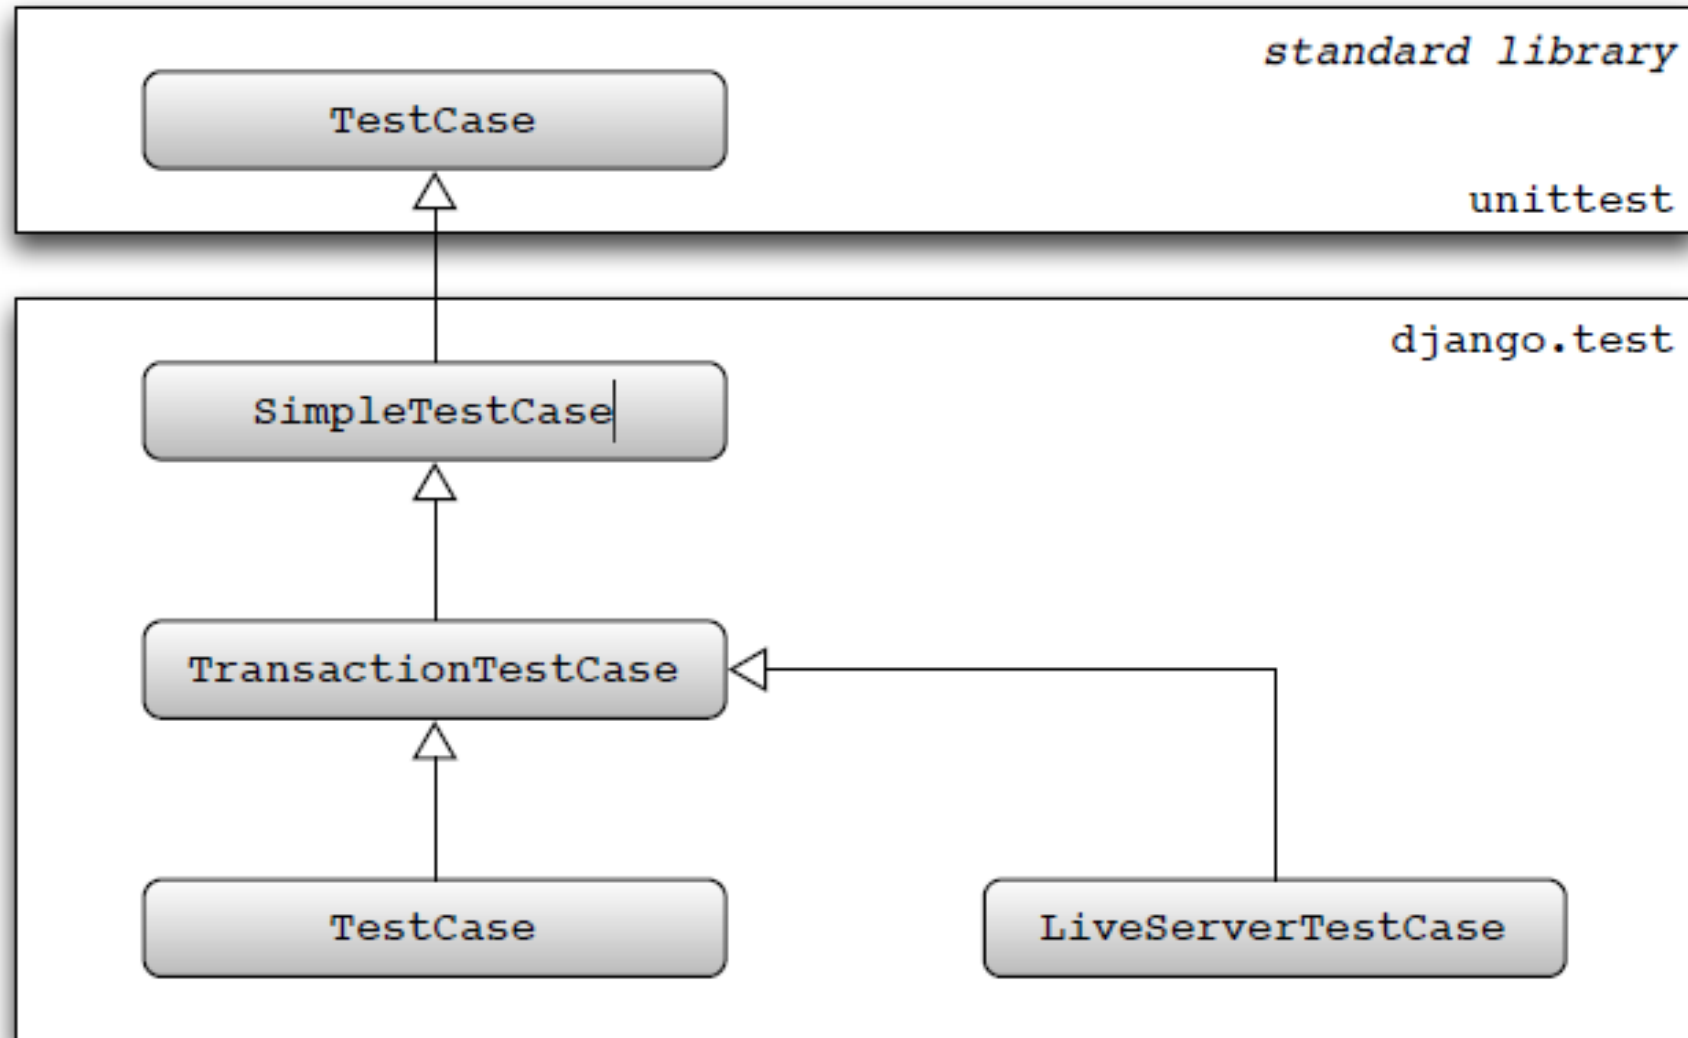 standard library
TestCase
unittest
django.test
SimpleTestCase
TransactionTestCase
TestCase
LiveServerTestCase